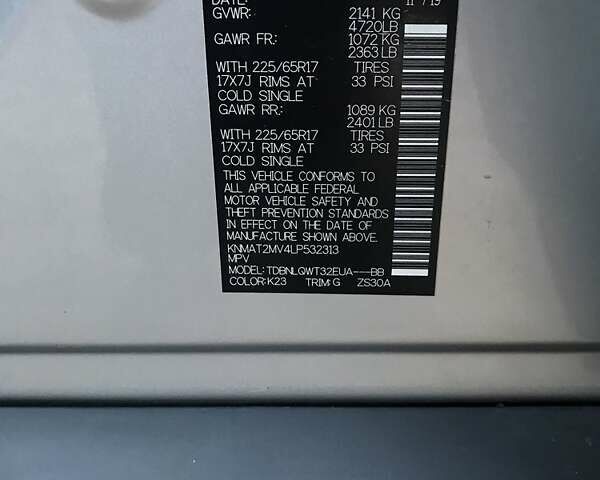 DATE: 11 / 19
GVWR: 2141 KG
4720LB
GAWR FR: 1072 KG
2363 LB
WITH 225/65R17 TIRES
17X7J RIMS AT 33 PSI
COLD SINGLE
GAWR RR: 1089 KG
2401 LB
WITH 225/65R17 TIRES
17X7J RIMS AT 33 PSI
COLD SINGLE
THIS VEHICLE CONFORMS TO
ALL APPLICABLE FEDERAL
MOTOR VEHICLE SAFETY AND
THEFT PREVENTION STANDARDS
IN EFFECT ON THE DATE OF
MANUFACTURE SHOWN ABOVE.
KNMAT2MV4LP532313
MPV
MODEL: TDBNLQWT32EUA---BB
COLOR:K23 TRIM:G ZS30A